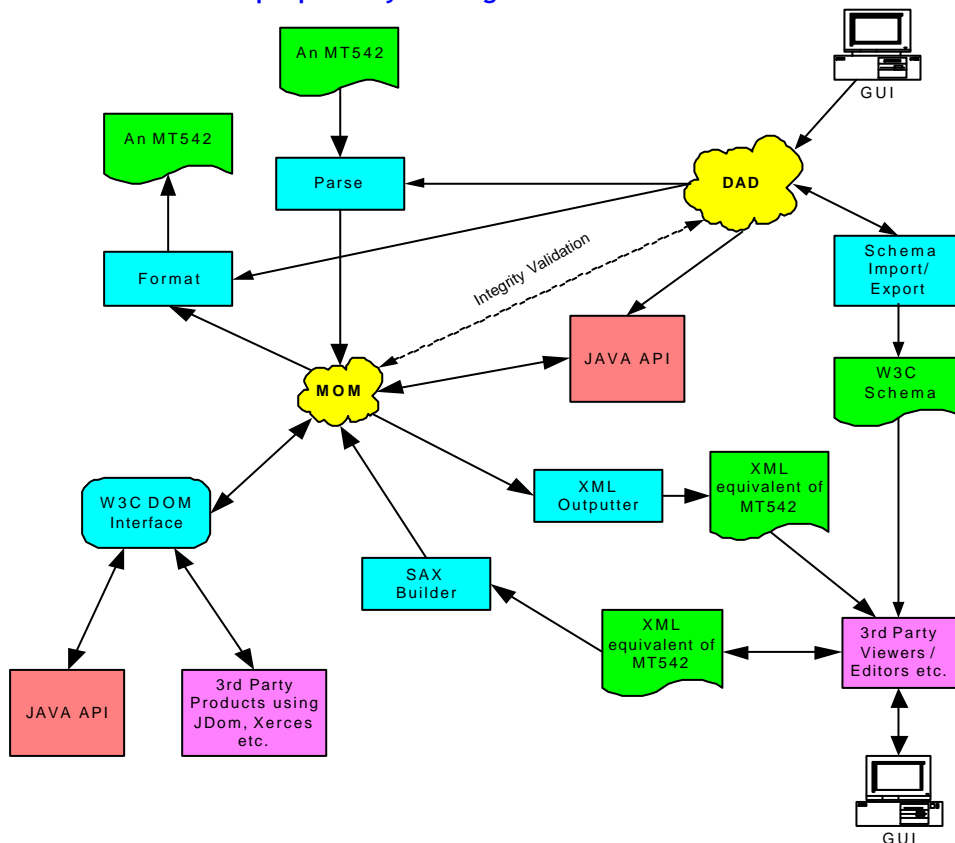 An MT542
GUI
An MT542
Parse
DAD
Integrity Validation
Schema
Import/
Export
Format
JAVA API
W3C
Schema
MOM
XML
equivalent of
MT542
XML
Outputter
W3C DOM
Interface
SAX
Builder
XML
equivalent of
MT542
3rd Party
Viewers /
Editors etc.
JAVA API
3rd Party
Products using
JDom, Xerces
etc.
GUI